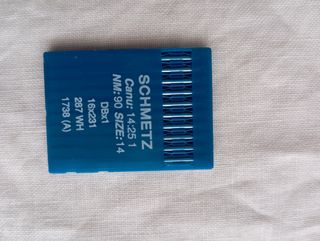 SCHMETZ
Canu: 14:25 1
NM: 90 SIZE: 14
DBx1
16x231
287 WH
1738 (A)